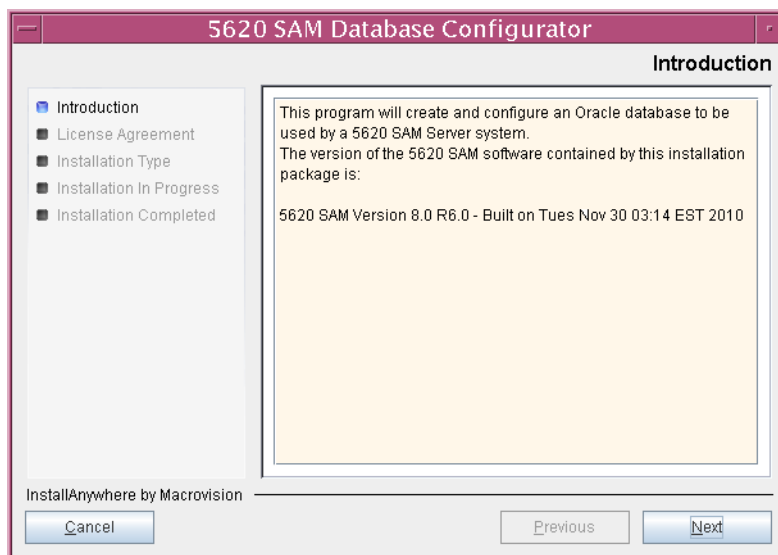 5620 SAM Database Configurator
Introduction
Introduction
License Agreement
Installation Type
Installation In Progress
Installation Completed
This program will create and configure an Oracle database to be
used by a 5620 SAM Server system.
The version of the 5620 SAM software contained by this installation
package is:
5620 SAM Version 8.0 R6.0 - Built on Tues Nov 30 03:14 EST 2010
InstallAnywhere by Macrovision
Cancel
Previous
Next